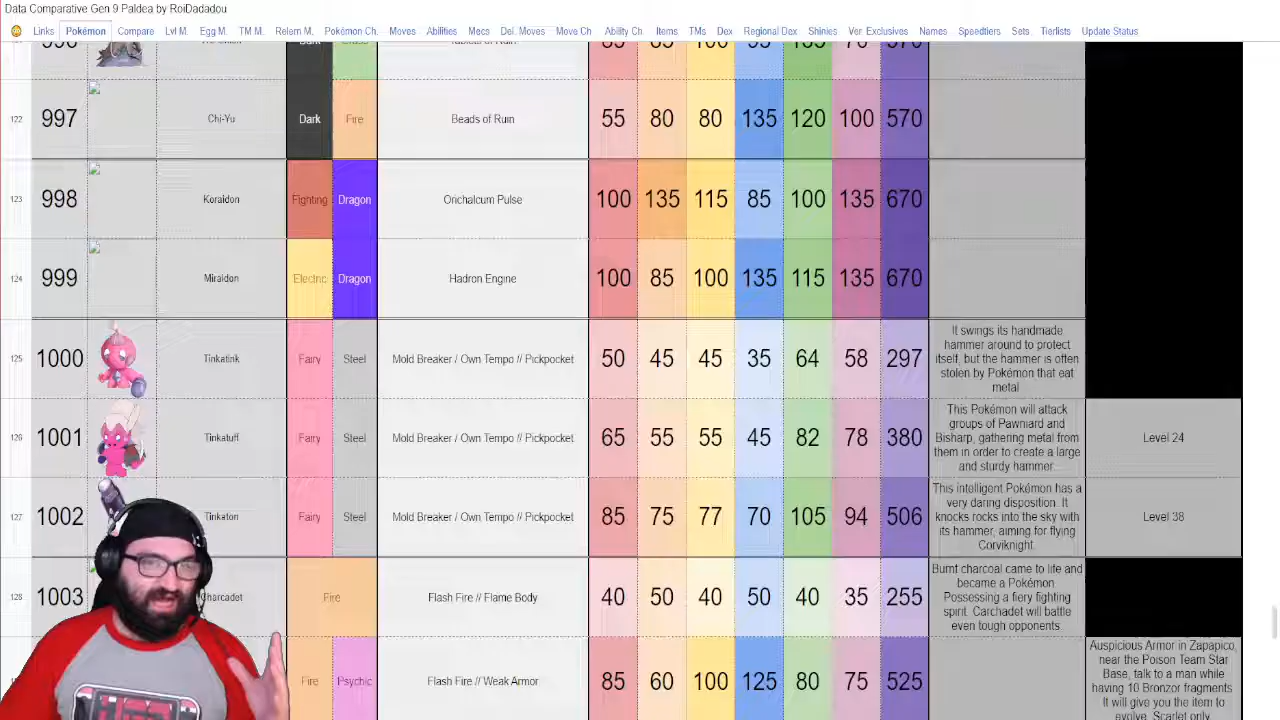 Data Comparative Gen 9 Paldea by RoiDadadou
Links Pokémon Compare Lvl M. Egg M. TM M. Relern M. Pokémon Ch. Moves Abilities Mecs Del. Moves Move Ch Ability Ch Items TMs Dex Regional Dex Shinies Ver. Exclusives Names Speedtiers Sets Tierlists Update Status
122 997 Chi-Yu Dark Fire Beads of Ruin 55 80 80 135 120 100 570
123 998 Koraidon Fighting Dragon Orichalcum Pulse 100 135 115 85 100 135 670
124 999 Miraidon Electric Dragon Hadron Engine 100 85 100 135 115 135 670
125 1000 Tinkatink Fairy Steel Mold Breaker / Own Tempo // Pickpocket 50 45 45 35 64 58 297
It swings its handmade
hammer around to protect
itself, but the hammer is often
stolen by Pokémon that eat
metal
126 1001 Tinkatuff Fairy Steel Mold Breaker / Own Tempo // Pickpocket 65 55 55 45 82 78 380
This Pokémon will attack
groups of Pawniard and
Bisharp, gathering metal from
them in order to create a large
and sturdy hammer
Level 24
127 1002 Tinkaton Fairy Steel Mold Breaker / Own Tempo // Pickpocket 85 75 77 70 105 94 506
This intelligent Pokémon has a
very daring disposition. It
knocks rocks into the sky with
its hammer, aiming for flying
Corviknight.
Level 38
128 1003 Charcadet Fire Flash Fire // Flame Body 40 50 40 50 40 35 255
Burnt charcoal came to life and
became a Pokémon
Possessing a fiery fighting
spirit. Carchadet will battle
even tough opponents.
Fire Psychic Flash Fire // Weak Armor 85 60 100 125 80 75 525
Auspicious Armor in Zapapico,
near the Poison Team Star
Base, talk to a man while
having 10 Bronzor fragments
It will give you the item to
evolve. Scarlet only